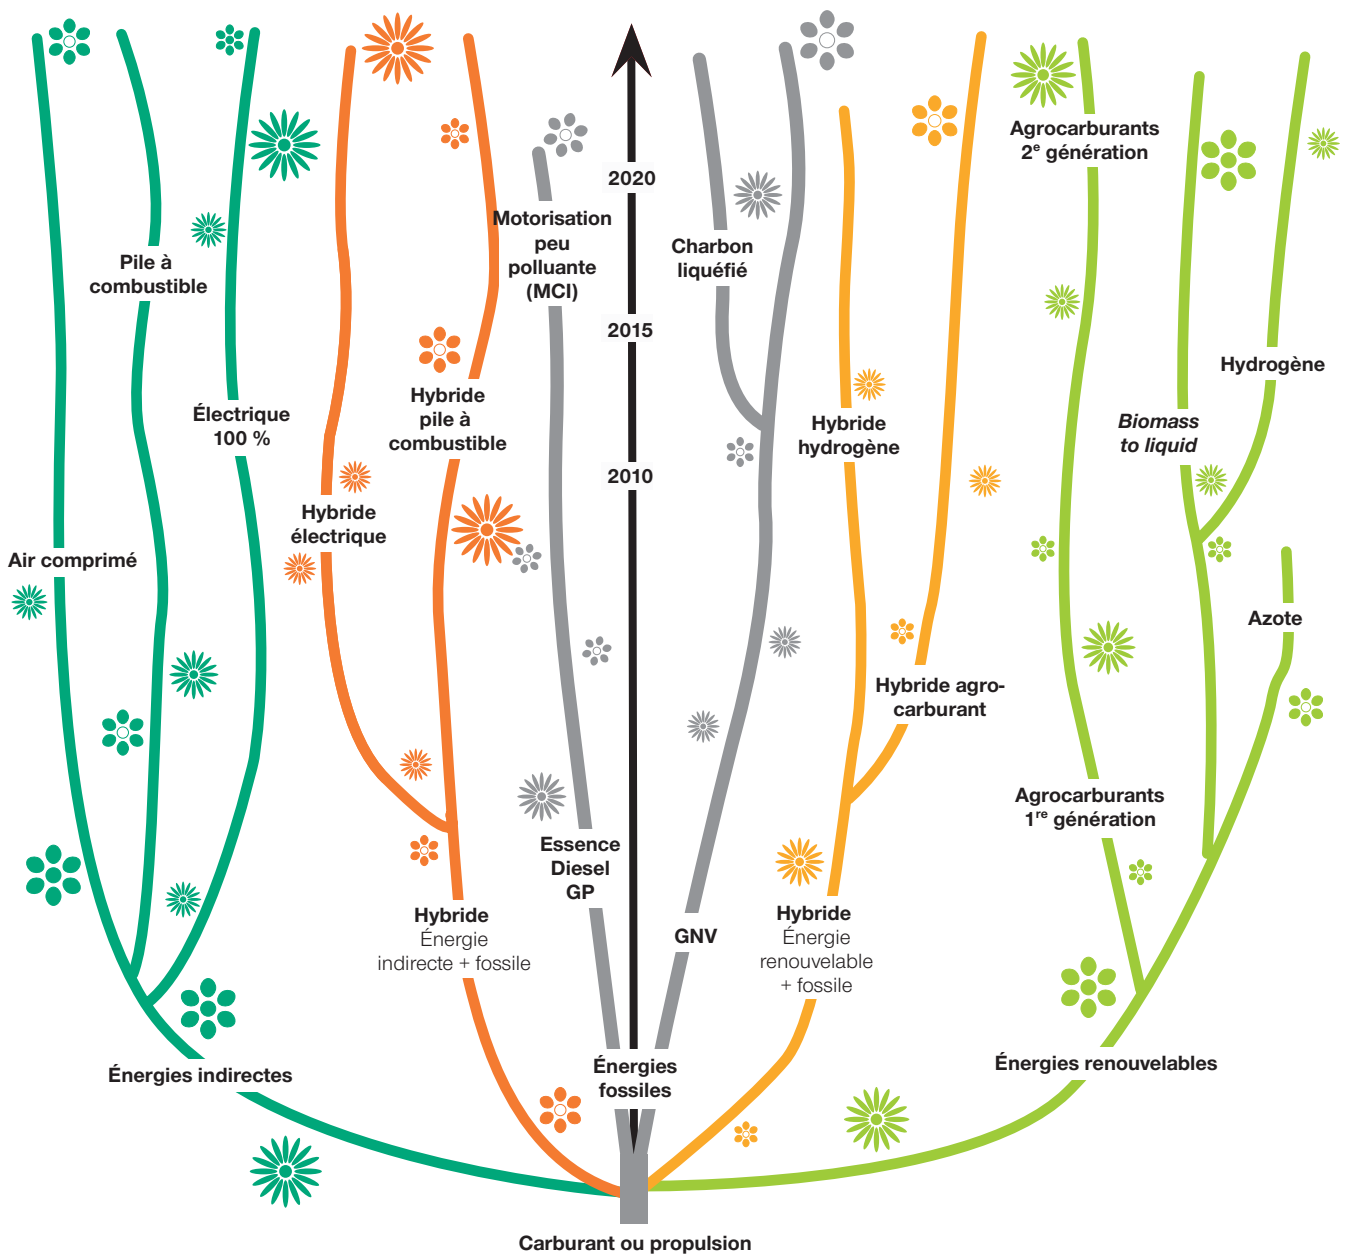 Agrocarburants
2e génération
2020
Motorisation
peu
polluante
(MCI)
Charbon
liquéfié
Pile à
combustible
2015
Hydrogène
Électrique
100 %
Hybride
pile à
combustible
Hybride
hydrogène
Biomass
to liquid
2010
Hybride
électrique
Air comprimé
Azote
Hybride agro-
carburant
Agrocarburants
1re génération
Essence
Diesel
GP
Hybride
Énergie
indirecte + fossile
GNV
Hybride
Énergie
renouvelable
+ fossile
Énergies indirectes
Énergies
fossiles
Énergies renouvelables
Carburant ou propulsion